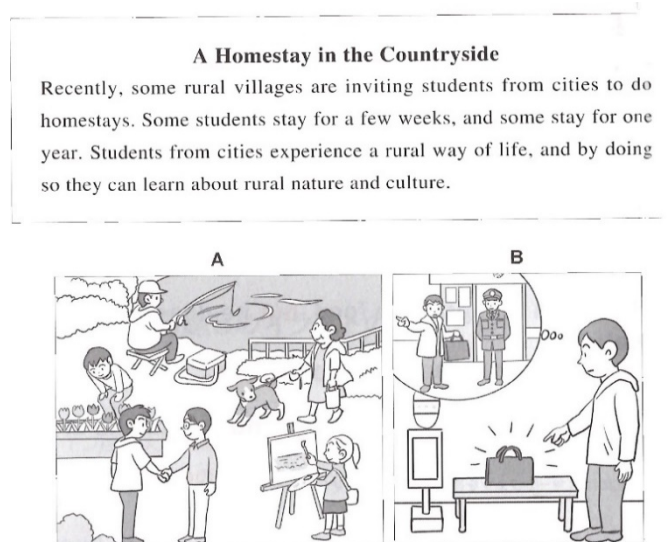 A Homestay in the Countryside
Recently, some rural villages are inviting students from cities to do
homestays. Some students stay for a few weeks, and some stay for one
year. Students from cities experience a rural way of life, and by doing
so they can learn about rural nature and culture.
A
B